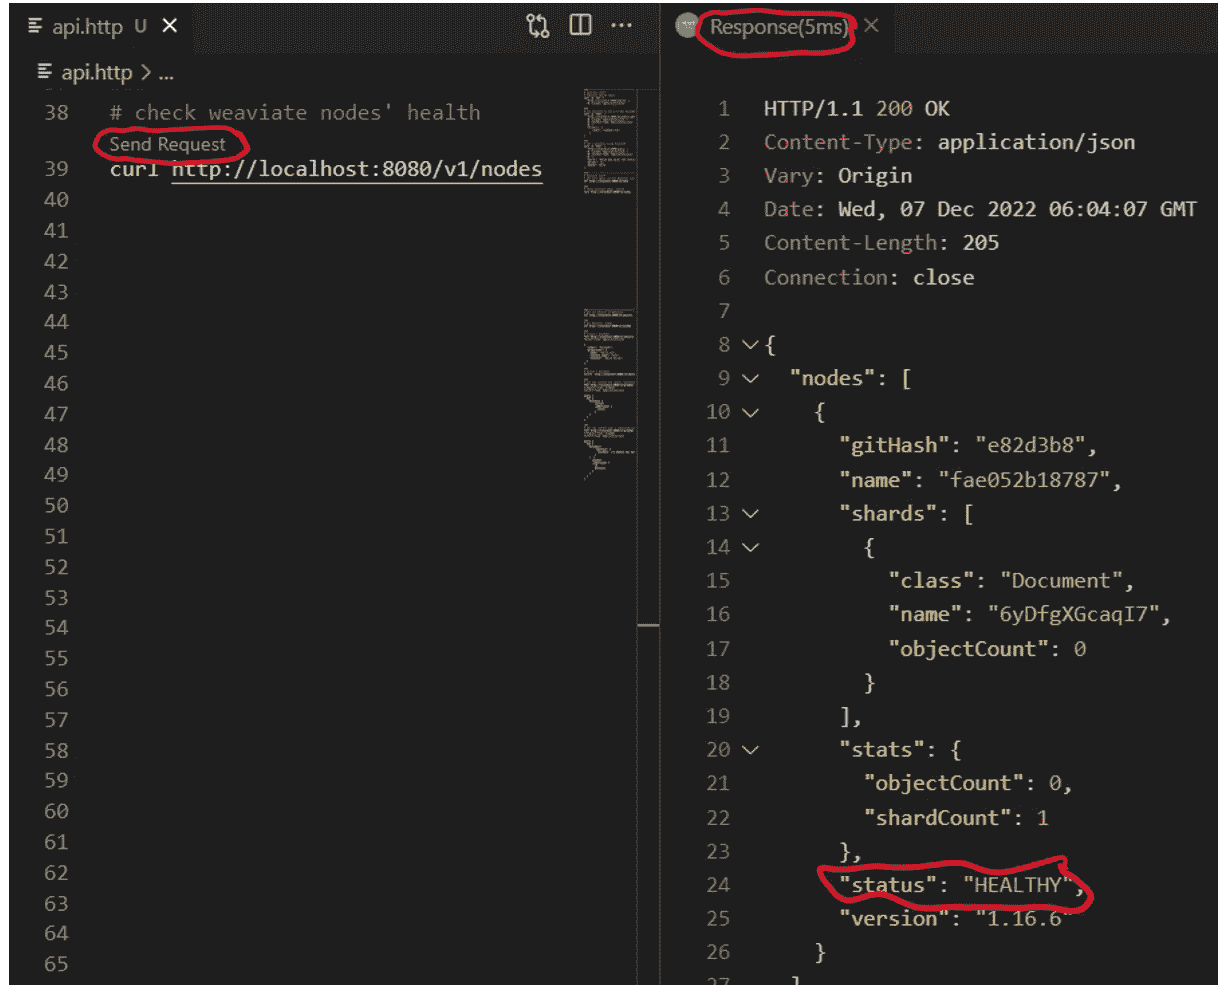 api.http U
api.http > ...
38 # check weaviate nodes' health
Send Request
39 curl http://localhost:8080/v1/nodes
40
41
42
43
44
45
46
47
48
49
50
51
52
53
54
55
56
57
58
59
60
61
62
63
64
65
Response(5ms)
1 HTTP/1.1 200 OK
2 Content-Type: application/json
3 Vary: Origin
4 Date: Wed, 07 Dec 2022 06:04:07 GMT
5 Content-Length: 205
6 Connection: close
7
8 {
9 "nodes": [
10 {
11 "gitHash": "e82d3b8",
12 "name": "fae052b18787",
13 "shards": [
14 {
15 "class": "Document",
16 "name": "6yDfgXGcaqI7",
17 "objectCount": 0
18 }
19 ],
20 "stats": {
21 "objectCount": 0,
22 "shardCount": 1
23 },
24 "status": "HEALTHY",
25 "version": "1.16.6"
26 }
27 ]